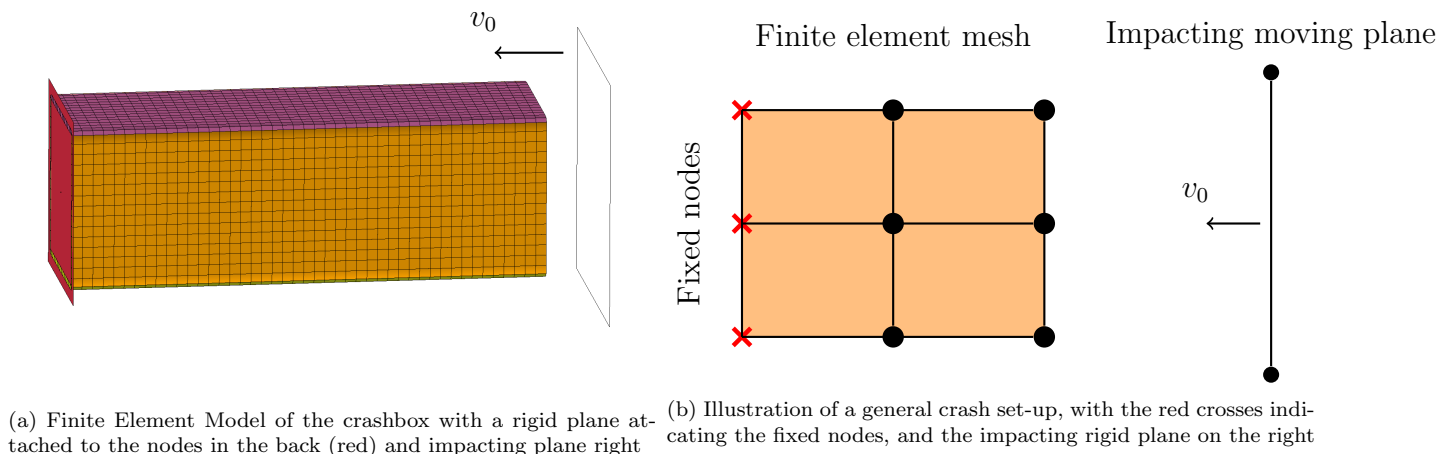 v₀
(a) Finite Element Model of the crashbox with a rigid plane at-
tached to the nodes in the back (red) and impacting plane right
Finite element mesh
Impacting moving plane
Fixed nodes
v₀
(b) Illustration of a general crash set-up, with the red crosses indi-
cating the fixed nodes, and the impacting rigid plane on the right